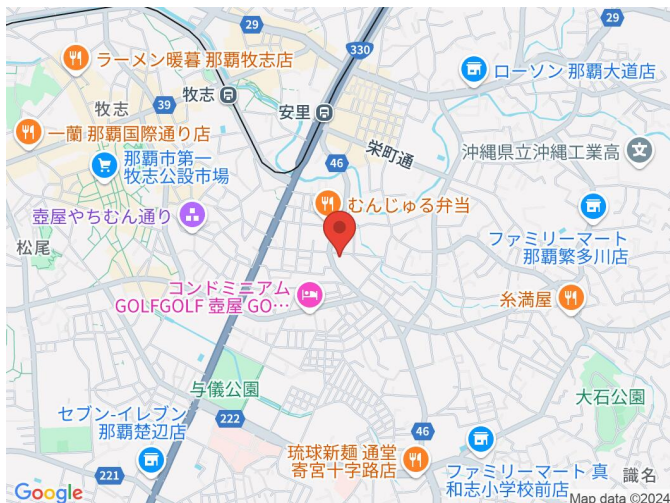 29
330
29
ラーメン暖暮 那覇牧志店
ローソン 那覇大道店
牧志
牧志
39
安里
一蘭 那覇国際通り店
栄町通
沖縄県立沖縄工業高
那覇市第一
牧志公設市場
46
壺屋やちむん通り
むんじゅる弁当
松尾
ファミリーマート
那覇繁多川店
コンドミニアム
GOLFGOLF 壺屋 GO…
糸満屋
与儀公園
大石公園
セブン-イレブン
那覇楚辺店
222
46
琉球新麺 通堂
寄宮十字路店
221
ファミリーマート 真
和志小学校前店
識名
Google
Map data ©2024